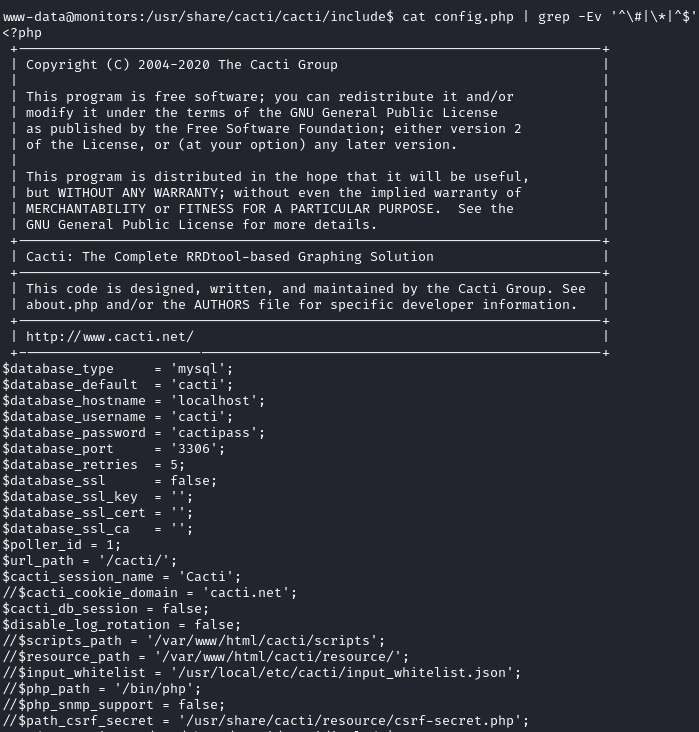 www-data@monitors:/usr/share/cacti/cacti/include$ cat config.php | grep -Ev '^\#|\*|^$'
<?php
+--------------------------------------------------------------------------+
| Copyright (C) 2004-2020 The Cacti Group                                  |
|                                                                          |
| This program is free software; you can redistribute it and/or            |
| modify it under the terms of the GNU General Public License              |
| as published by the Free Software Foundation; either version 2           |
| of the License, or (at your option) any later version.                   |
|                                                                          |
| This program is distributed in the hope that it will be useful,          |
| but WITHOUT ANY WARRANTY; without even the implied warranty of           |
| MERCHANTABILITY or FITNESS FOR A PARTICULAR PURPOSE.  See the            |
| GNU General Public License for more details.                             |
+--------------------------------------------------------------------------+
| Cacti: The Complete RRDtool-based Graphing Solution                      |
+--------------------------------------------------------------------------+
| This code is designed, written, and maintained by the Cacti Group. See   |
| about.php and/or the AUTHORS file for specific developer information.    |
+--------------------------------------------------------------------------+
| http://www.cacti.net/                                                    |
+--------------------------------------------------------------------------+
$database_type     = 'mysql';
$database_default  = 'cacti';
$database_hostname = 'localhost';
$database_username = 'cacti';
$database_password = 'cactipass';
$database_port     = '3306';
$database_retries  = 5;
$database_ssl      = false;
$database_ssl_key  = '';
$database_ssl_cert = '';
$database_ssl_ca   = '';
$poller_id = 1;
$url_path = '/cacti/';
$cacti_session_name = 'Cacti';
//$cacti_cookie_domain = 'cacti.net';
$cacti_db_session = false;
$disable_log_rotation = false;
//$scripts_path = '/var/www/html/cacti/scripts';
//$resource_path = '/var/www/html/cacti/resource/';
//$input_whitelist = '/usr/local/etc/cacti/input_whitelist.json';
//$php_path = '/bin/php';
//$php_snmp_support = false;
//$path_csrf_secret = '/usr/share/cacti/resource/csrf-secret.php';